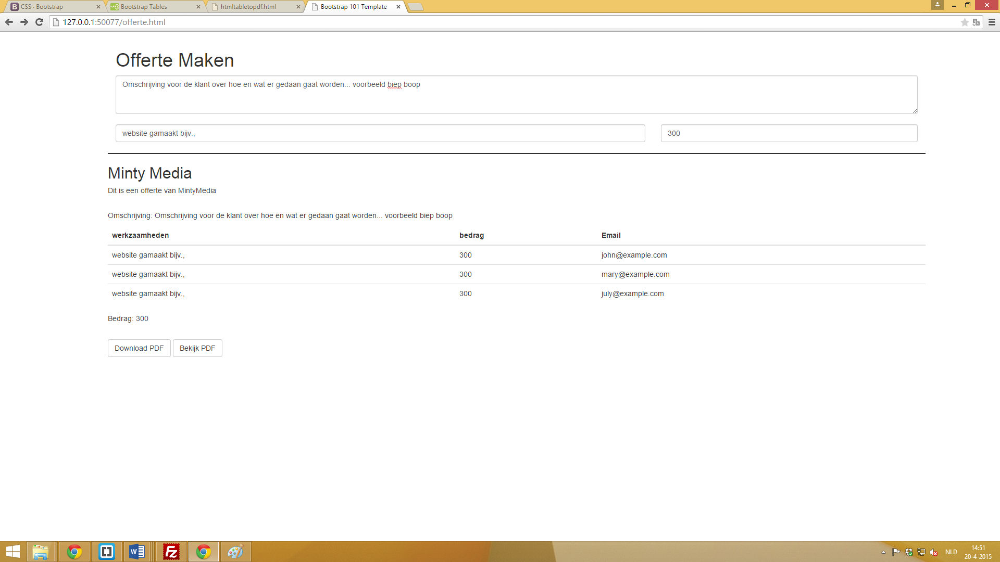 CSS · Bootstrap
Bootstrap Tables
htmltabletopdf.html
Bootstrap 101 Template
127.0.0.1:50077/offerte.html
Offerte Maken
Omschrijving voor de klant over hoe en wat er gedaan gaat worden... voorbeeld biep boop
website gamaakt bijv., 300
Minty Media
Dit is een offerte van MintyMedia
Omschrijving: Omschrijving voor de klant over hoe en wat er gedaan gaat worden... voorbeeld biep boop
werkzaamheden bedrag Email
website gamaakt bijv., 300 john@example.com
website gamaakt bijv., 300 mary@example.com
website gamaakt bijv., 300 july@example.com
Bedrag: 300
Download PDF Bekijk PDF
NLD
14:51
20-4-2015